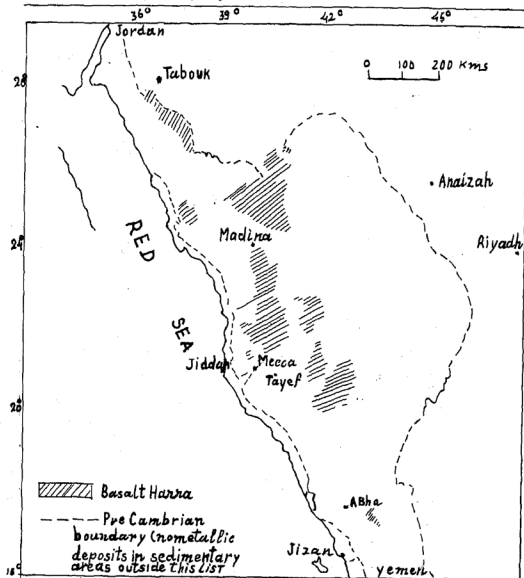 36° 39° 42° 45°
Jordan
Tabouk
0 100 200 Kms
28°
Anaizah
RED
Madina
24°
Riyadh
SEA
Jiddah
Mecca
Tayef
20°
Basalt Harra
ABha
Pre Cambrian
boundary (nometallic
deposits in sedimentary
areas outside this LIST
Jizan
yemen